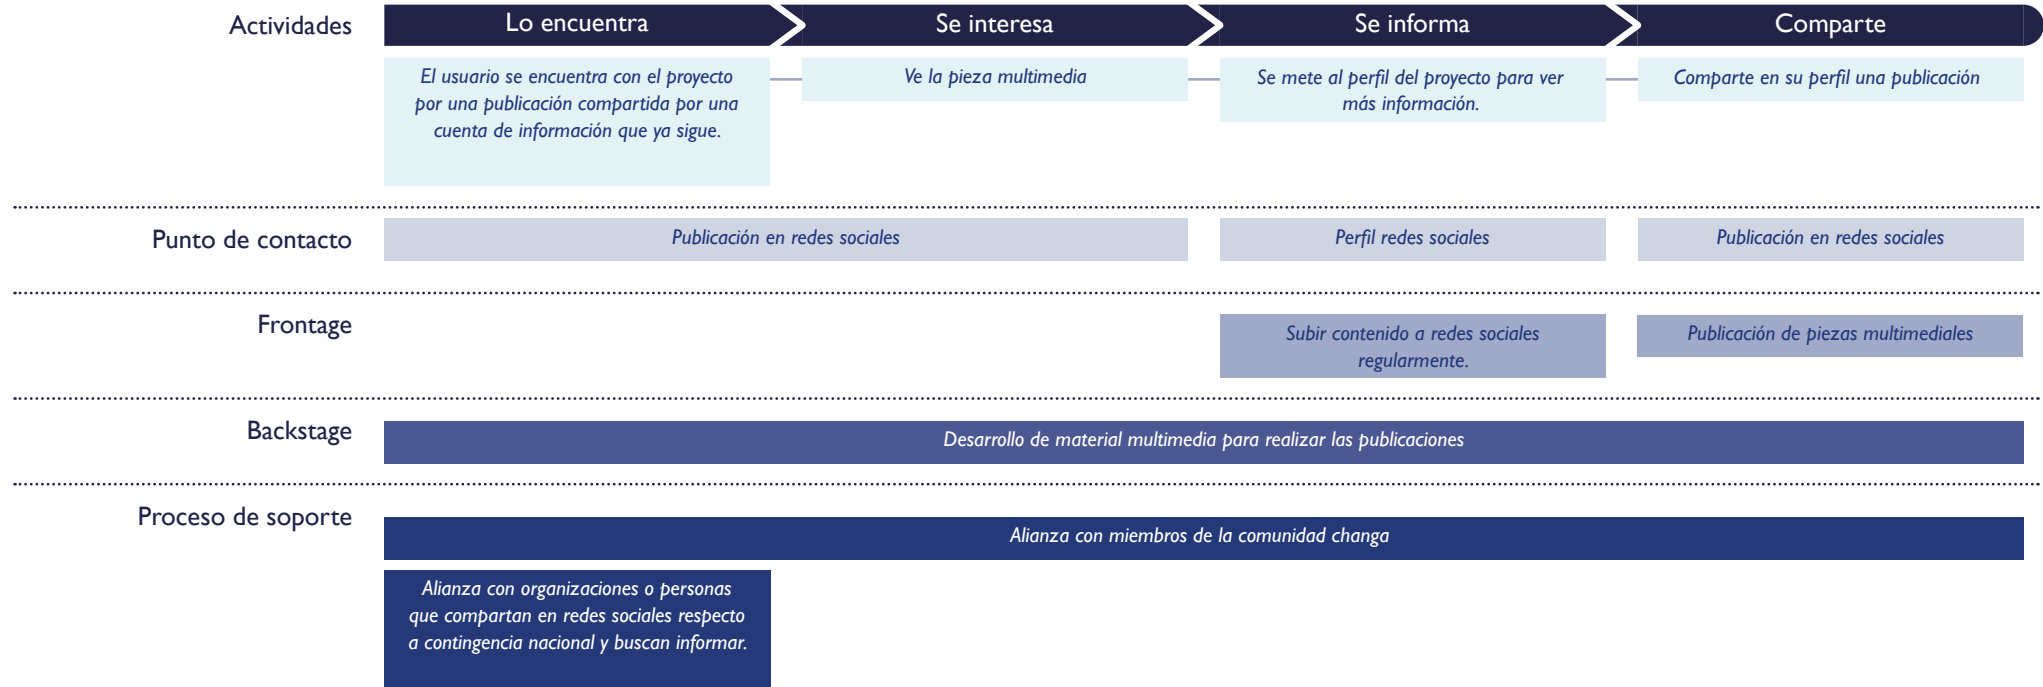 Actividades
Lo encuentra
Se interesa
Se informa
Comparte
El usuario se encuentra con el proyecto
por una publicación compartida por una
cuenta de información que ya sigue.
Ve la pieza multimedia
Se mete al perfil del proyecto para ver
más información.
Comparte en su perfil una publicación
Punto de contacto
Publicación en redes sociales
Perfil redes sociales
Publicación en redes sociales
Frontage
Subir contenido a redes sociales
regularmente.
Publicación de piezas multimediales
Backstage
Desarrollo de material multimedia para realizar las publicaciones
Proceso de soporte
Alianza con miembros de la comunidad changa
Alianza con organizaciones o personas
que compartan en redes sociales respecto
a contingencia nacional y buscan informar.